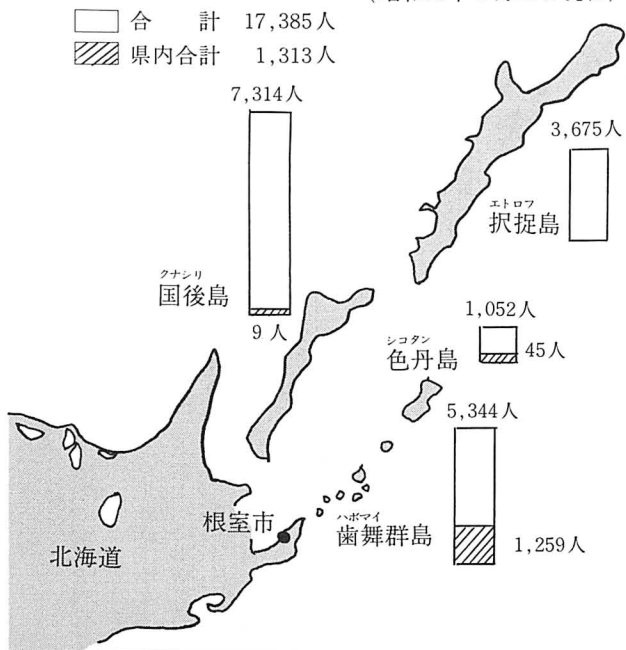 合計 17,385人
県内合計 1,313人
7,314人
3,675人
エトロフ
択捉島
クナシリ
国後島
9人
1,052人
シコタン
色丹島
45人
5,344人
根室市
ハボマイ
歯舞群島
1,259人
北海道